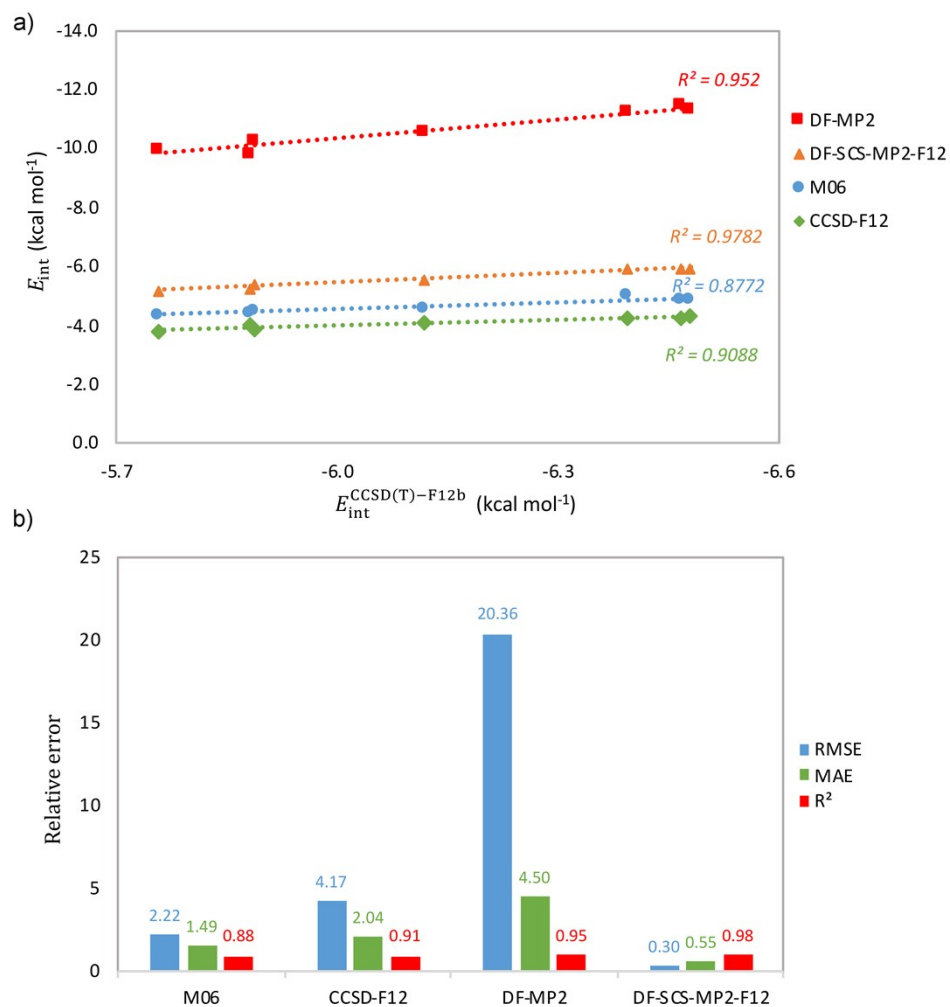 a)
-14.0
-12.0
-10.0
-8.0
-6.0
-4.0
-2.0
0.0
E_int (kcal mol⁻¹)
R² = 0.952
R² = 0.9782
R² = 0.8772
R² = 0.9088
DF-MP2
DF-SCS-MP2-F12
M06
CCSD-F12
-5.7 -6.0 -6.3 -6.6
E_int^CCSD(T)−F12b (kcal mol⁻¹)
b)
25
20
15
10
5
0
Relative error
2.22 1.49 0.88
4.17 2.04 0.91
20.36 4.50 0.95
0.30 0.55 0.98
M06 CCSD-F12 DF-MP2 DF-SCS-MP2-F12
RMSE
MAE
R²